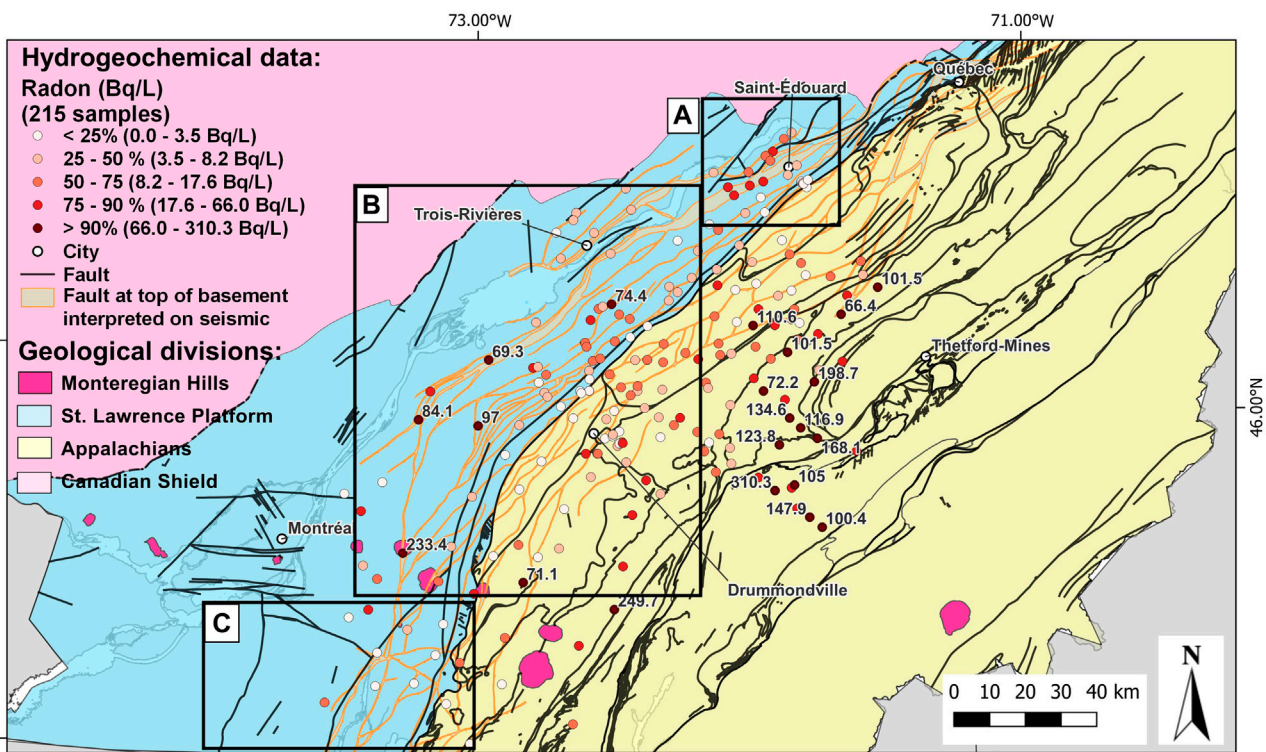 73.00°W
71.00°W
Hydrogeochemical data:
Radon (Bq/L)
(215 samples)
< 25% (0.0 - 3.5 Bq/L)
25 - 50 % (3.5 - 8.2 Bq/L)
50 - 75 (8.2 - 17.6 Bq/L)
75 - 90 % (17.6 - 66.0 Bq/L)
> 90% (66.0 - 310.3 Bq/L)
City
Fault
Fault at top of basement
interpreted on seismic
Geological divisions:
Monteregian Hills
St. Lawrence Platform
Appalachians
Canadian Shield
Québec
Saint-Édouard
A
B
Trois-Rivières
101.5
74.4
66.4
110.6
101.5
Thetford-Mines
69.3
198.7
72.2
46.00°N
84.1
97
134.6
116.9
123.8
168.1
310.3
105
147.9
100.4
Montréa
233.4
71.1
Drummondville
249.7
C
N
0 10 20 30 40 km